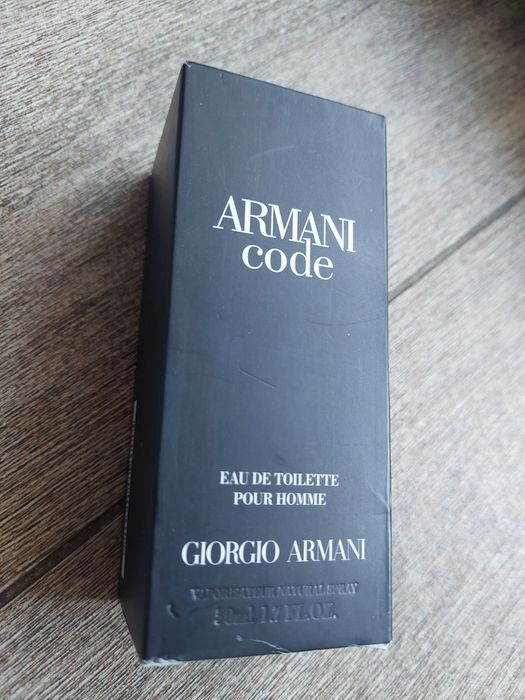 ARMANI
code
EAU DE TOILETTE
POUR HOMME
GIORGIO ARMANI
VAPORISATEUR NATURAL SPRAY
50ml 1.7 FL.OZ.